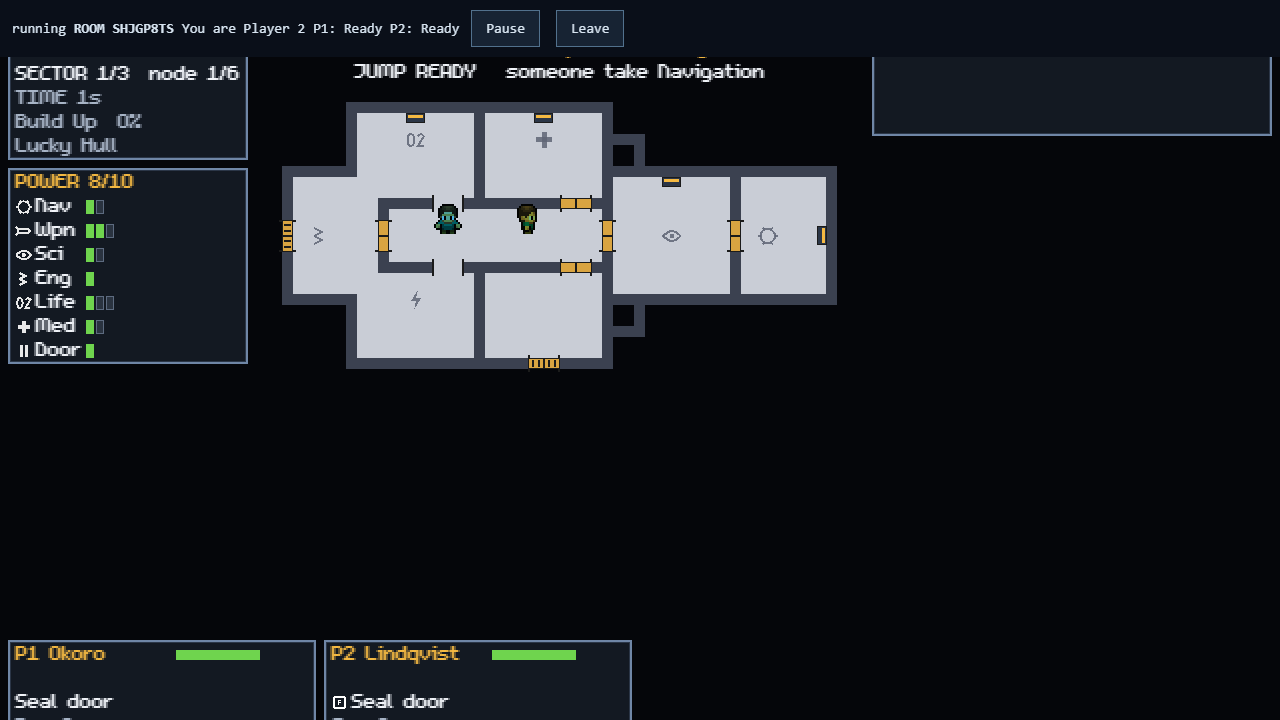 running ROOM SHJGP8TS You are Player 2 P1: Ready P2: Ready Pause Leave
SECTOR 1/3 node 1/6
TIME 1s
Build Up 0%
Lucky Hull
JUMP READY someone take Navigation
POWER 8/10
Nav
Wpn
Sci
Eng
O2 Life
Med
Door
O2
P1 Okoro
Seal door
P2 Lindqvist
F Seal door